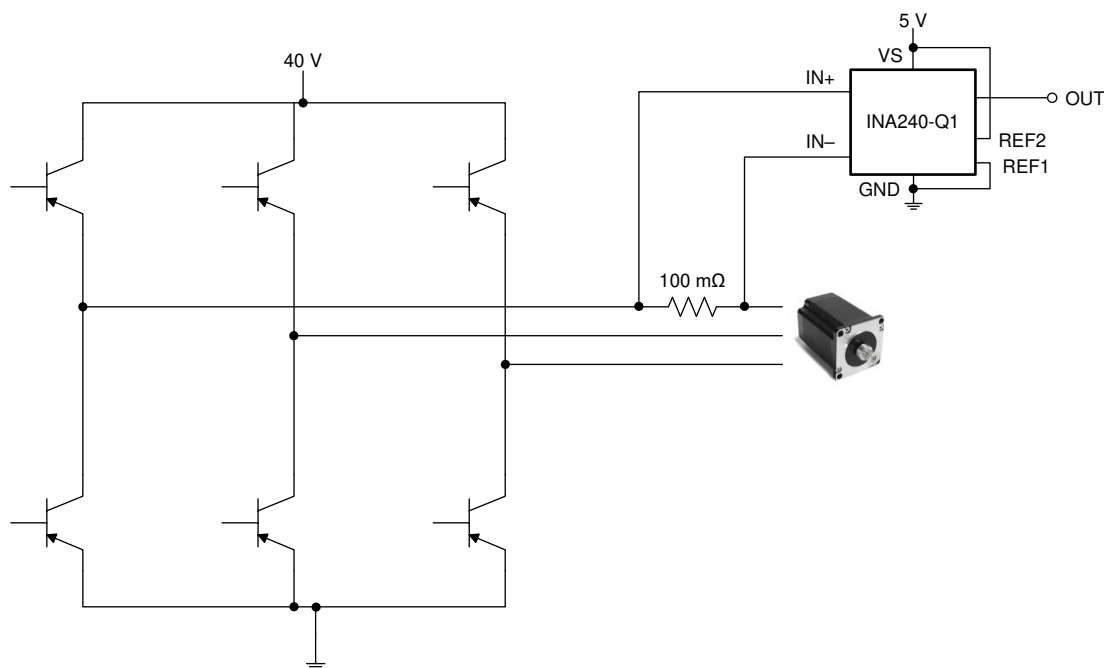 5 V
VS
40 V
IN+
OUT
INA240-Q1
IN–
REF2
REF1
GND
100 mΩ